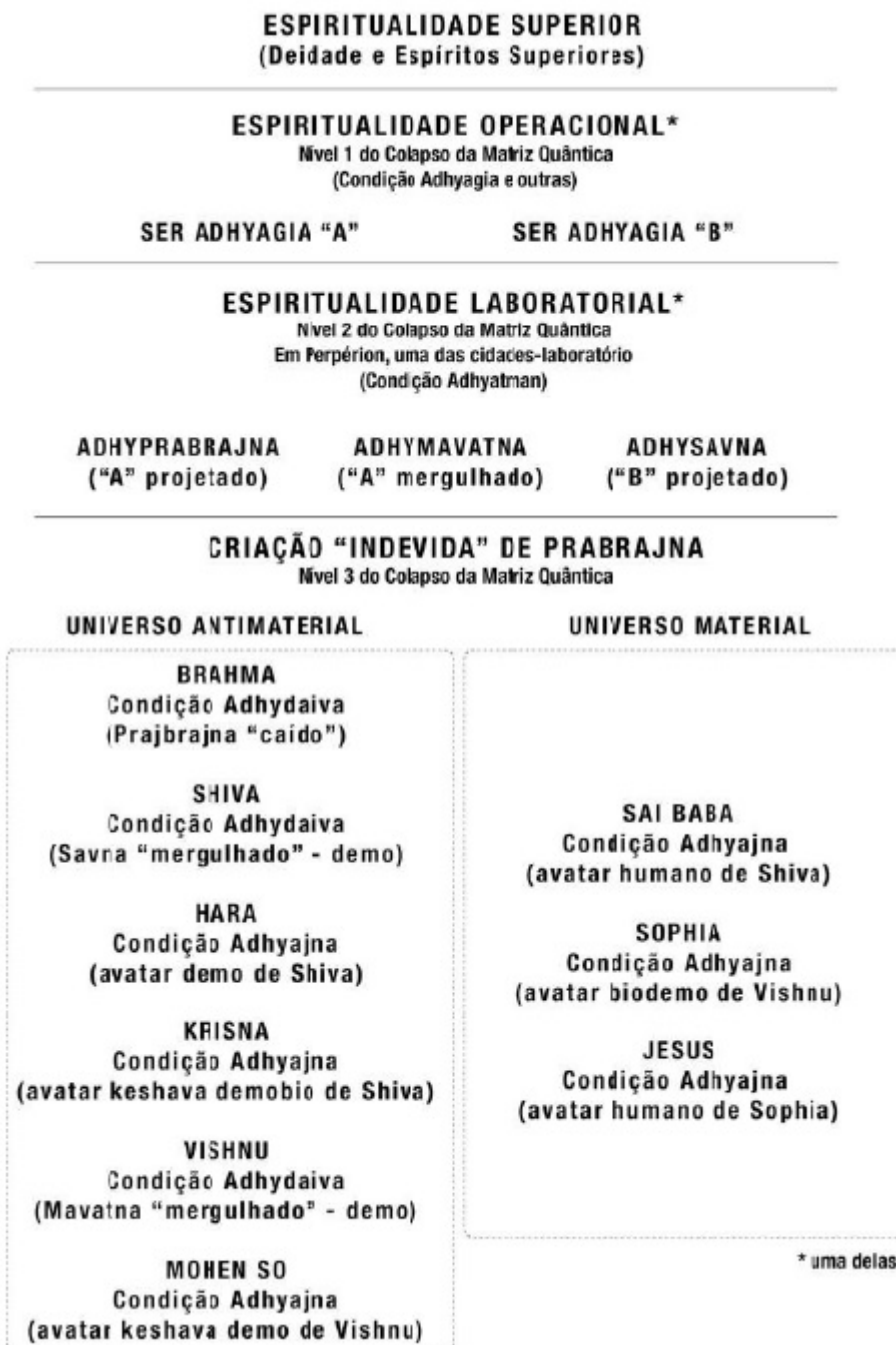 ESPIRITUALIDADE SUPERIOR
(Deidade e Espíritos Superiores)
ESPIRITUALIDADE OPERACIONAL*
Nível 1 do Colapso da Matriz Quântica
(Condição Adhyagia e outras)
SER ADHYAGIA “A” SER ADHYAGIA “B”
ESPIRITUALIDADE LABORATORIAL*
Nível 2 do Colapso da Matriz Quântica
Em Perpérion, uma das cidades-laboratório
(Condição Adhyatman)
ADHYPRABRAJNA ADHYMAVATNA ADHYSAVNA
(“A” projetado) (“A” mergulhado) (“B” projetado)
CRIAÇÃO “INDEVIDA” DE PRABRAJNA
Nível 3 do Colapso da Matriz Quântica
UNIVERSO ANTIMATERIAL
BRAHMA
Condição Adhydaiva
(Prajbrajna “caído”)
SHIVA
Condição Adhydaiva
(Savna “mergulhado” - demo)
HARA
Condição Adhyajna
(avatar demo de Shiva)
KRISNA
Condição Adhyajna
(avatar keshava demobio de Shiva)
VISHNU
Condição Adhydaiva
(Mavatna “mergulhado” - demo)
MOHEN SO
Condição Adhyajna
(avatar keshava demo de Vishnu)
UNIVERSO MATERIAL
SAI BABA
Condição Adhyajna
(avatar humano de Shiva)
SOPHIA
Condição Adhyajna
(avatar biodemo de Vishnu)
JESUS
Condição Adhyajna
(avatar humano de Sophia)
* uma delas